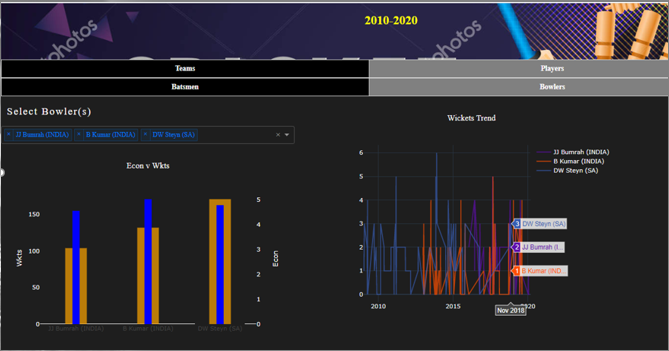 2010-2020
photos
photos
Teams
Players
Batsmen
Bowlers
Select Bowler(s)
× JJ Bumrah (INDIA) × B Kumar (INDIA) × DW Steyn (SA) ×
Econ v Wkts
Wkts
150
100
50
0
5
4
3
2
1
0
Econ
JJ Bumrah (INDIA) B Kumar (INDIA) DW Steyn (SA)
Wickets Trend
6
5
4
3
2
1
0
2010 2015 2020
JJ Bumrah (INDIA)
B Kumar (INDIA)
DW Steyn (SA)
3 DW Steyn (SA)
2 JJ Bumrah (I...
1 B Kumar (IND...
Nov 2018